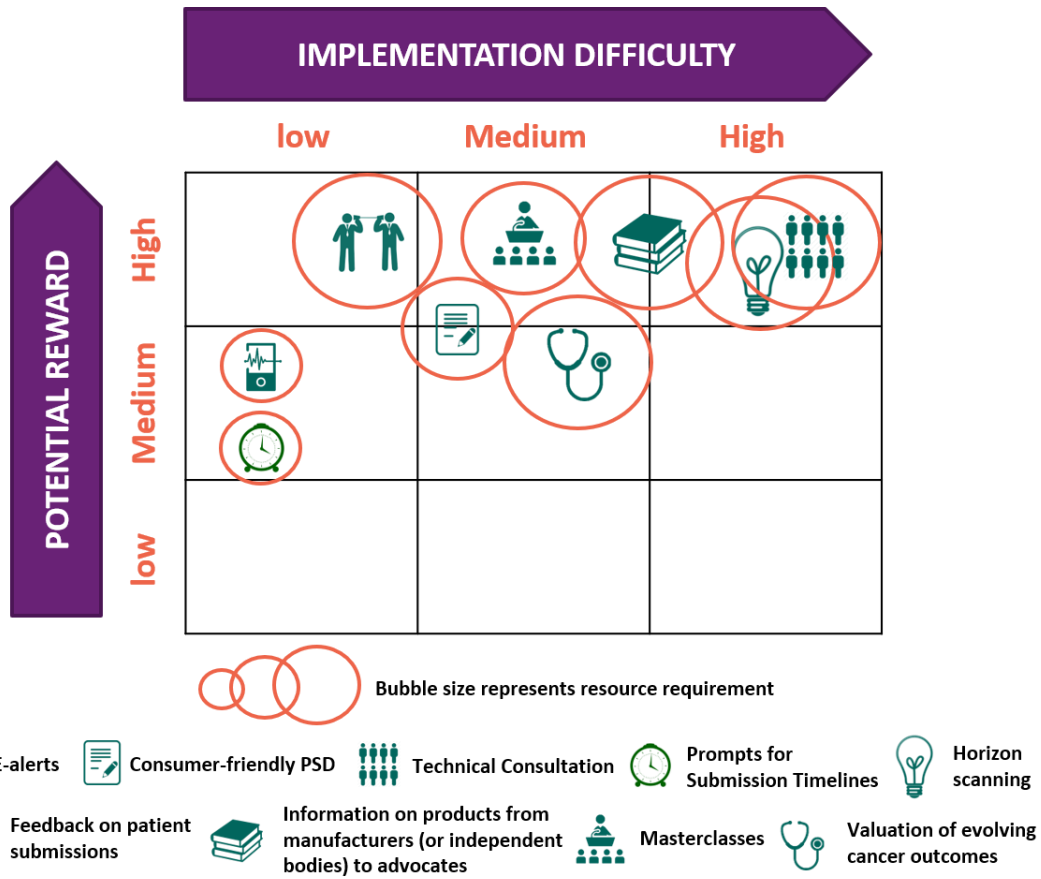 IMPLEMENTATION DIFFICULTY
low
Medium
High
POTENTIAL REWARD
High
Medium
low
Bubble size represents resource requirement
E-alerts
Consumer-friendly PSD
Technical Consultation
Prompts for
Submission Timelines
Horizon
scanning
Feedback on patient
submissions
Information on products from
manufacturers (or independent
bodies) to advocates
Masterclasses
Valuation of evolving
cancer outcomes